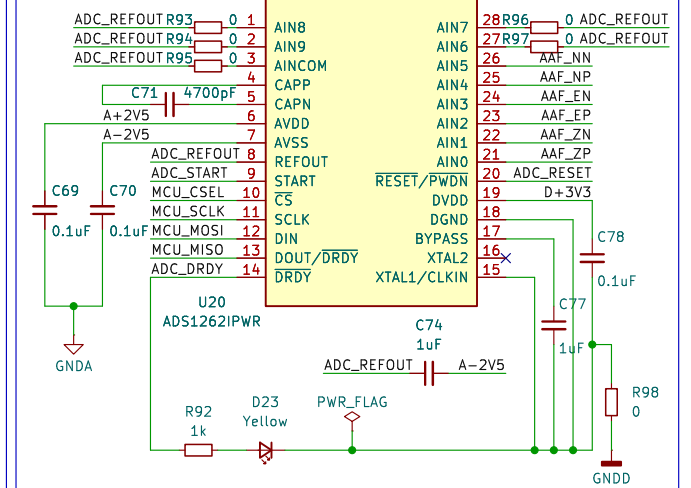 ADC_REFOUT R93 0 1 AIN8 AIN7 28 R96 0 ADC_REFOUT
ADC_REFOUT R94 0 2 AIN9 AIN6 27 R97 0 ADC_REFOUT
ADC_REFOUT R95 0 3 AINCOM AIN5 26 AAF_NN
4 CAPP AIN4 25 AAF_NP
C71 4700pF 5 CAPN AIN3 24 AAF_EN
A+2V5 6 AVDD AIN2 23 AAF_EP
A-2V5 7 AVSS AIN1 22 AAF_ZN
ADC_REFOUT 8 REFOUT AIN0 21 AAF_ZP
ADC_START 9 START RESET/PWDN 20 ADC_RESET
C69 C70 MCU_CSEL 10 CS DVDD 19 D+3V3
MCU_SCLK 11 SCLK DGND 18
0.1uF 0.1uF MCU_MOSI 12 DIN BYPASS 17 C78
MCU_MISO 13 DOUT/DRDY XTAL2 16
ADC_DRDY 14 DRDY XTAL1/CLKIN 15 0.1uF
U20 C77
ADS1262IPWR
C74
1uF 1uF
GNDA ADC_REFOUT A-2V5
R98
D23 PWR_FLAG 0
R92 Yellow
1k
GNDD